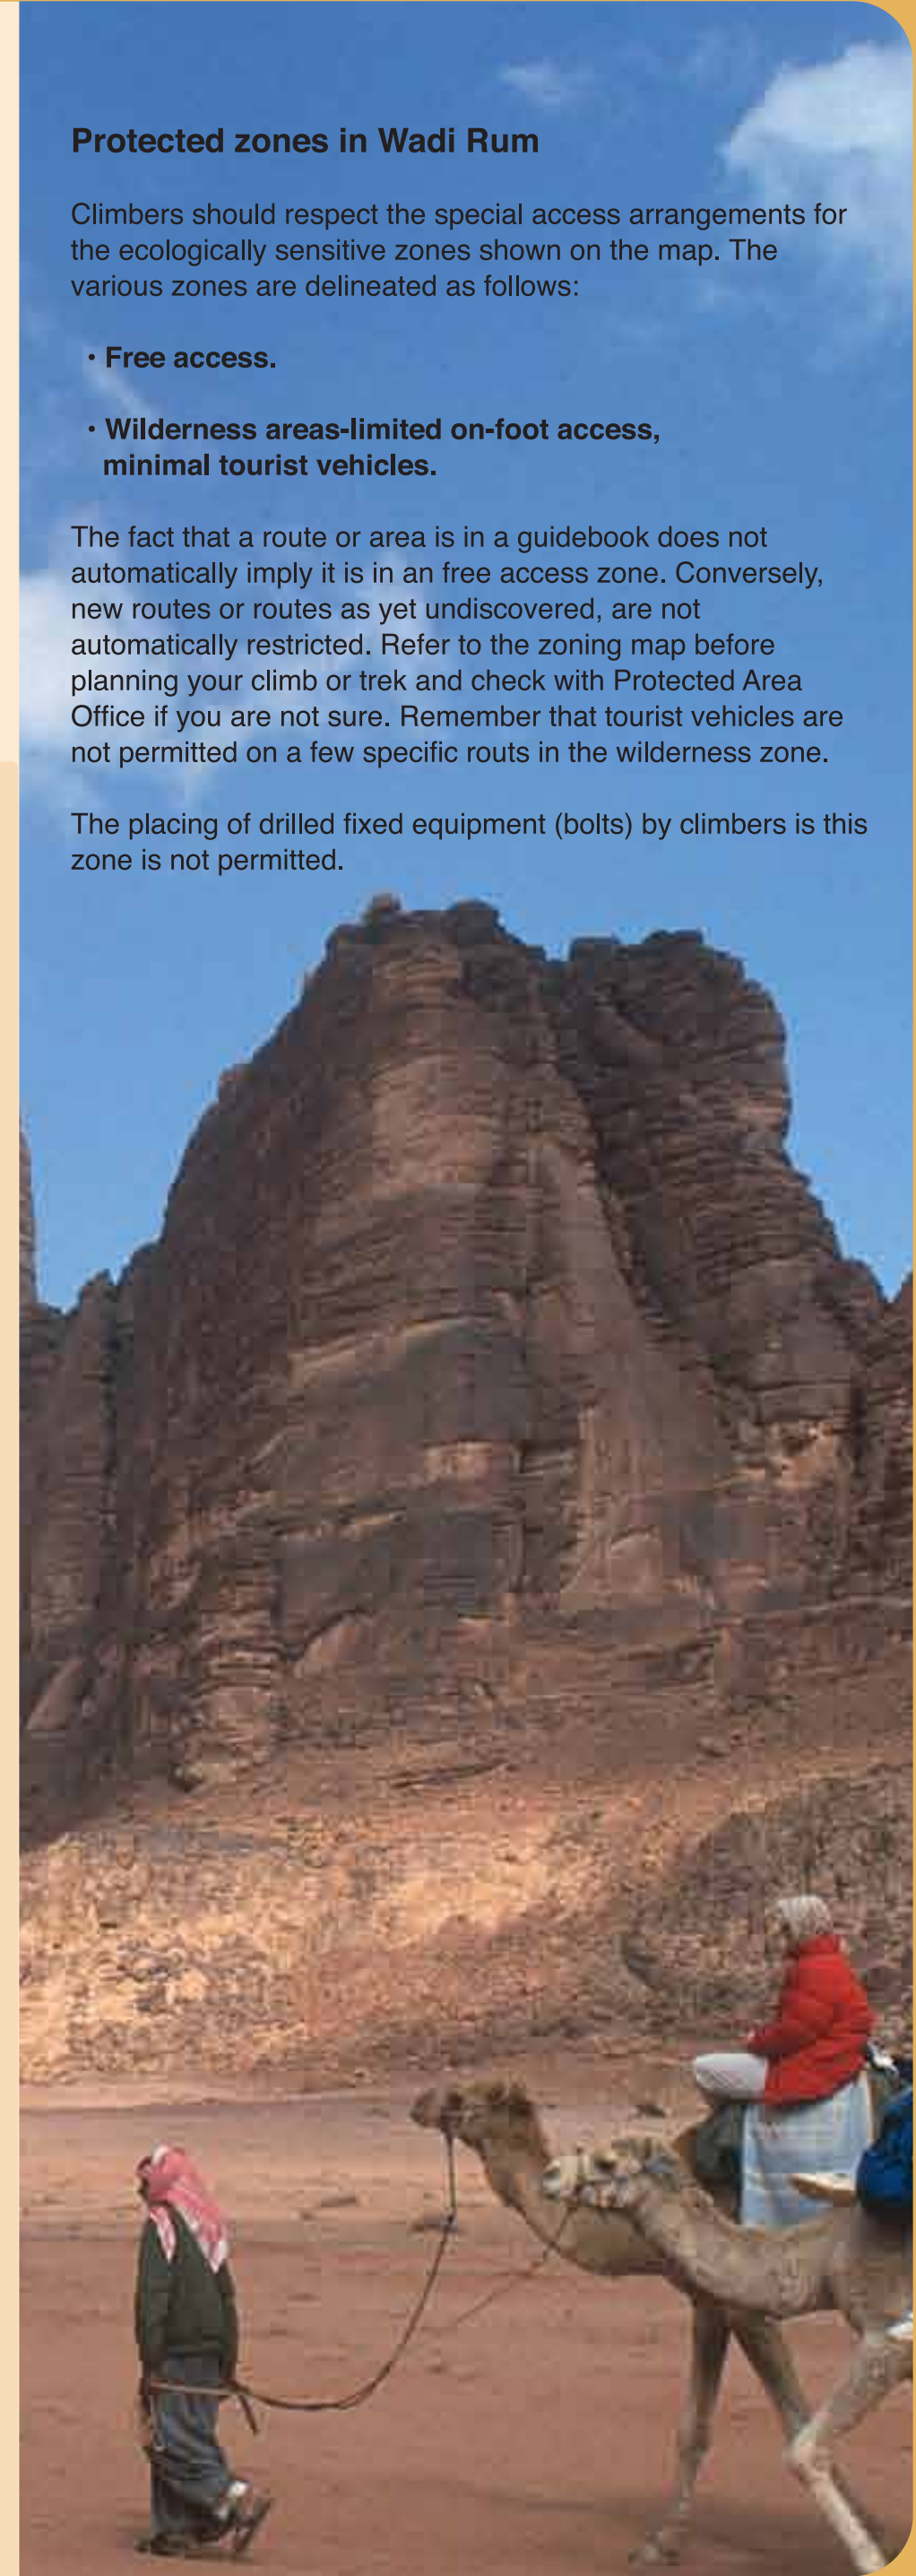 Protected zones in Wadi Rum
Climbers should respect the special access arrangements for
the ecologically sensitive zones shown on the map. The
various zones are delineated as follows:
• Free access.
• Wilderness areas-limited on-foot access,
minimal tourist vehicles.
The fact that a route or area is in a guidebook does not
automatically imply it is in an free access zone. Conversely,
new routes or routes as yet undiscovered, are not
automatically restricted. Refer to the zoning map before
planning your climb or trek and check with Protected Area
Office if you are not sure. Remember that tourist vehicles are
not permitted on a few specific routs in the wilderness zone.
The placing of drilled fixed equipment (bolts) by climbers is this
zone is not permitted.